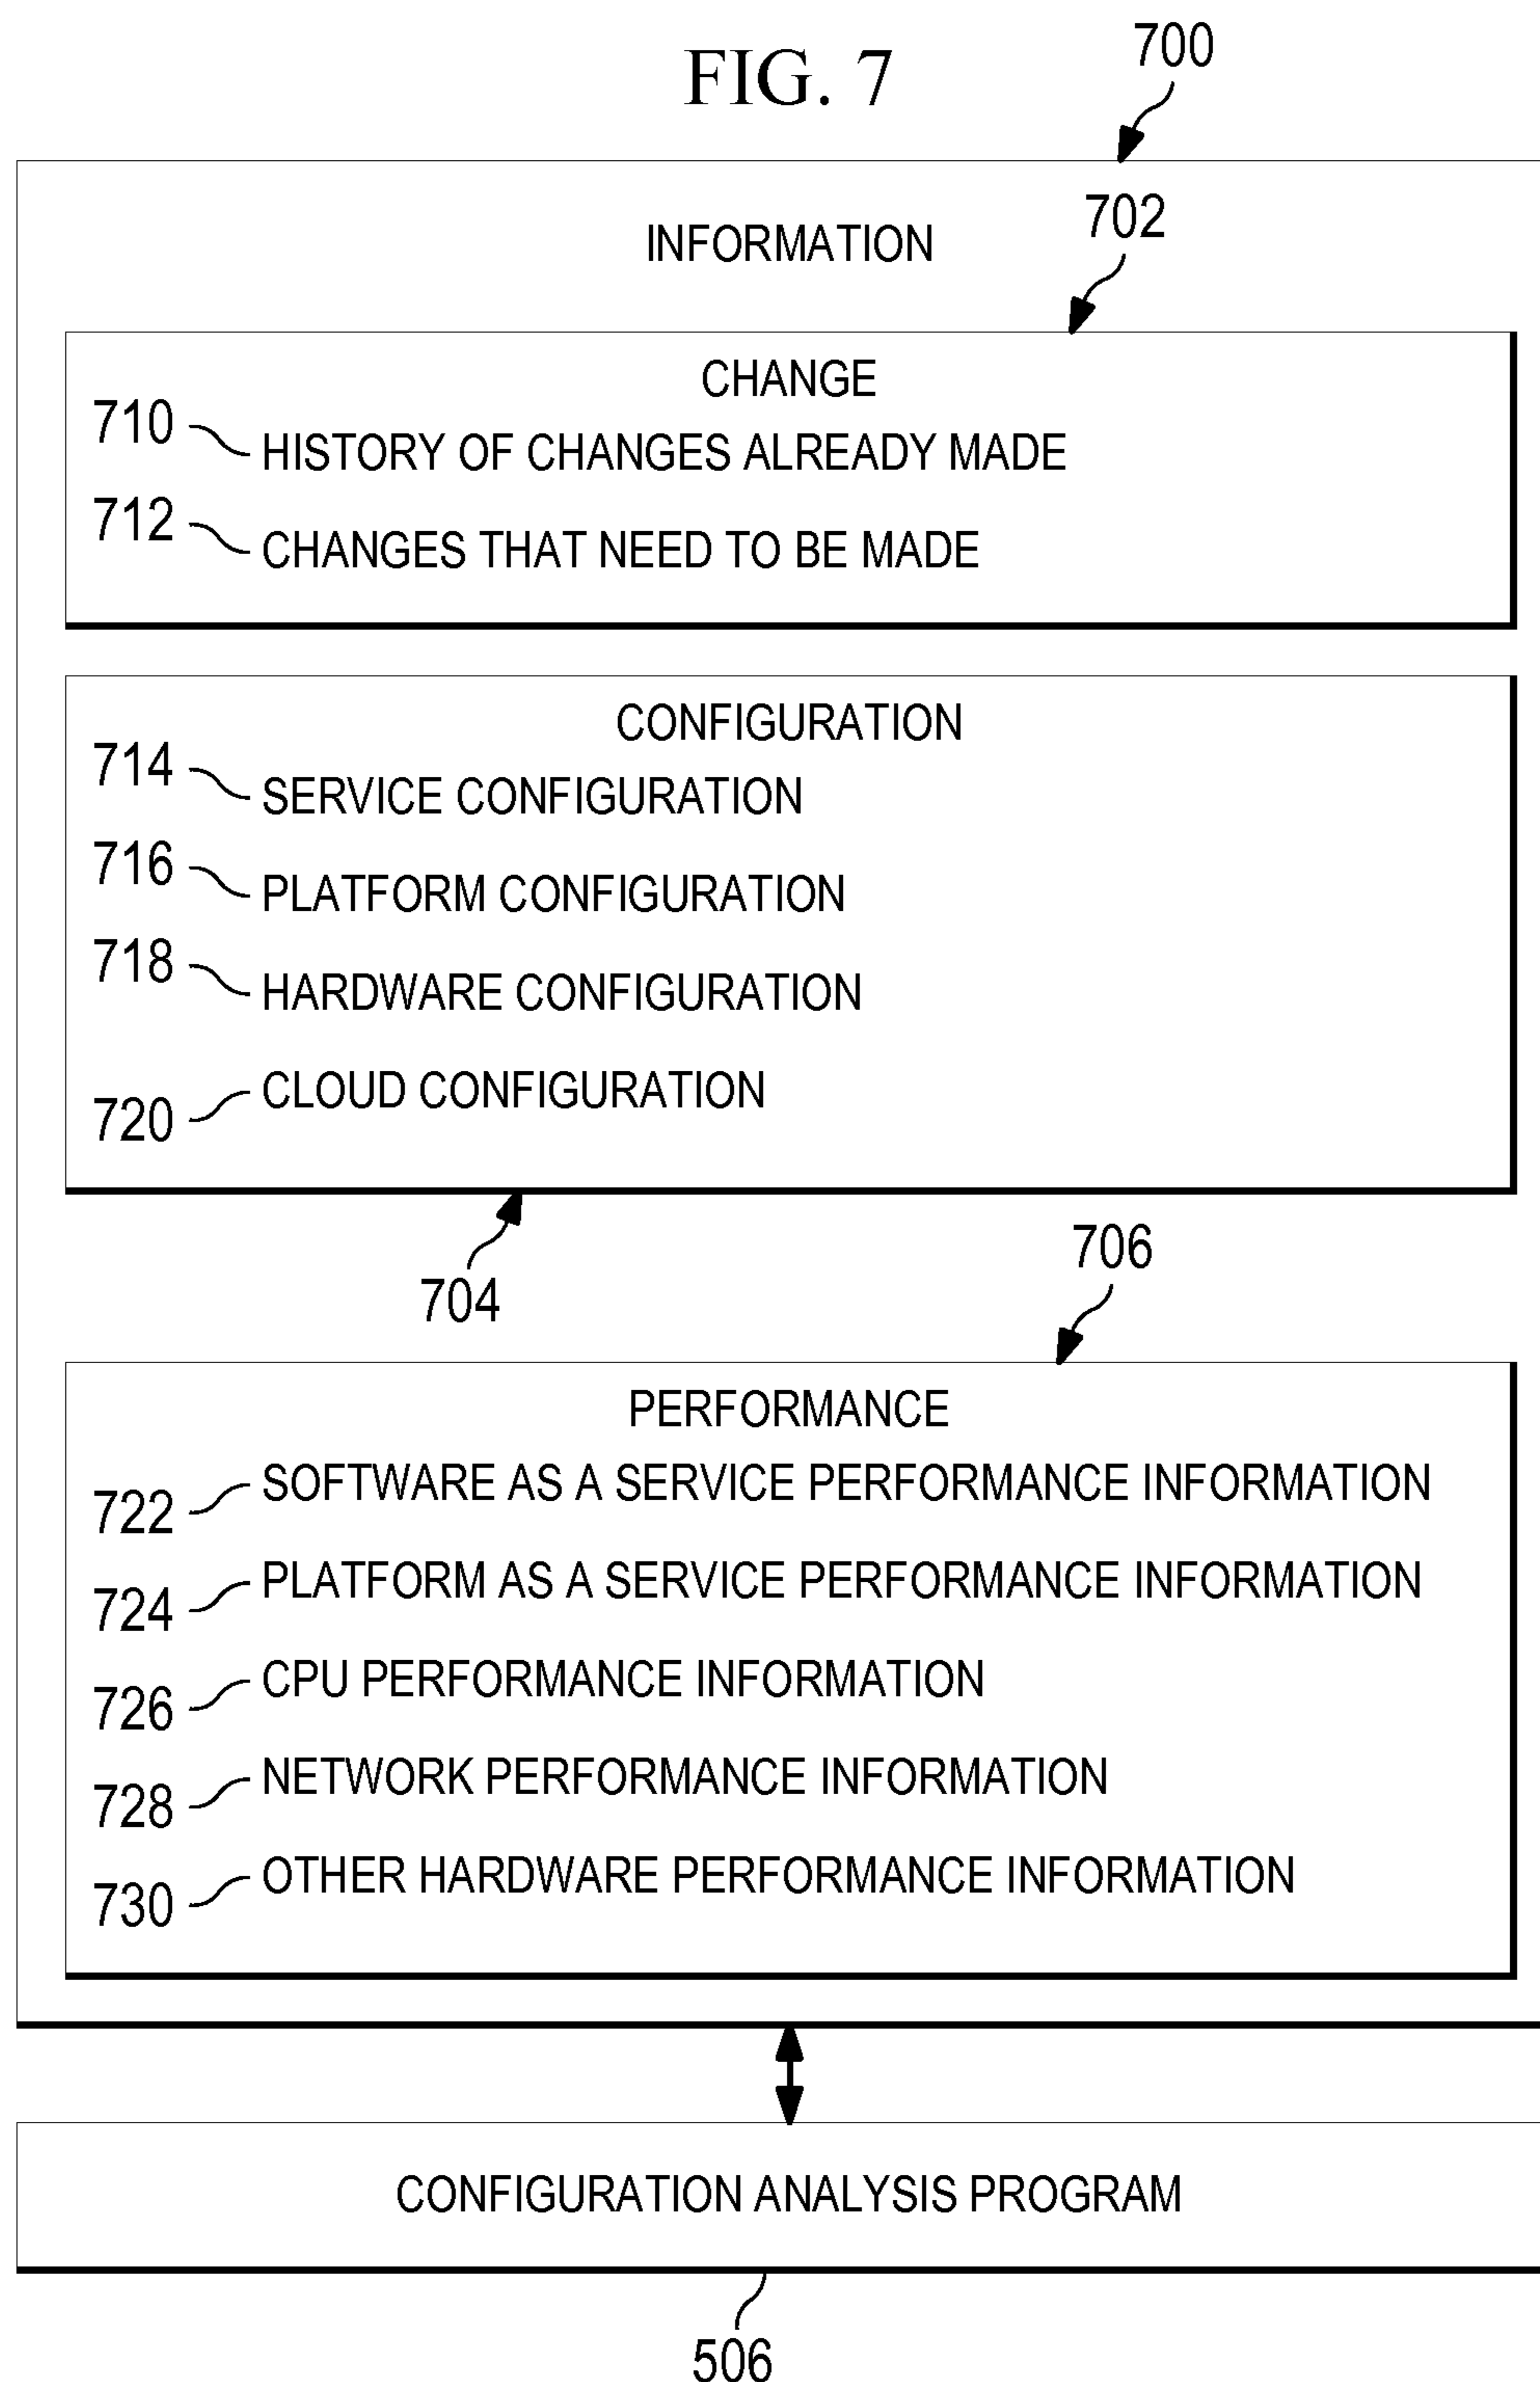 FIG. 7
700
INFORMATION
702
CHANGE
710 HISTORY OF CHANGES ALREADY MADE
712 CHANGES THAT NEED TO BE MADE
CONFIGURATION
714 SERVICE CONFIGURATION
716 PLATFORM CONFIGURATION
718 HARDWARE CONFIGURATION
720 CLOUD CONFIGURATION
704
706
PERFORMANCE
722 SOFTWARE AS A SERVICE PERFORMANCE INFORMATION
724 PLATFORM AS A SERVICE PERFORMANCE INFORMATION
726 CPU PERFORMANCE INFORMATION
728 NETWORK PERFORMANCE INFORMATION
730 OTHER HARDWARE PERFORMANCE INFORMATION
CONFIGURATION ANALYSIS PROGRAM
506